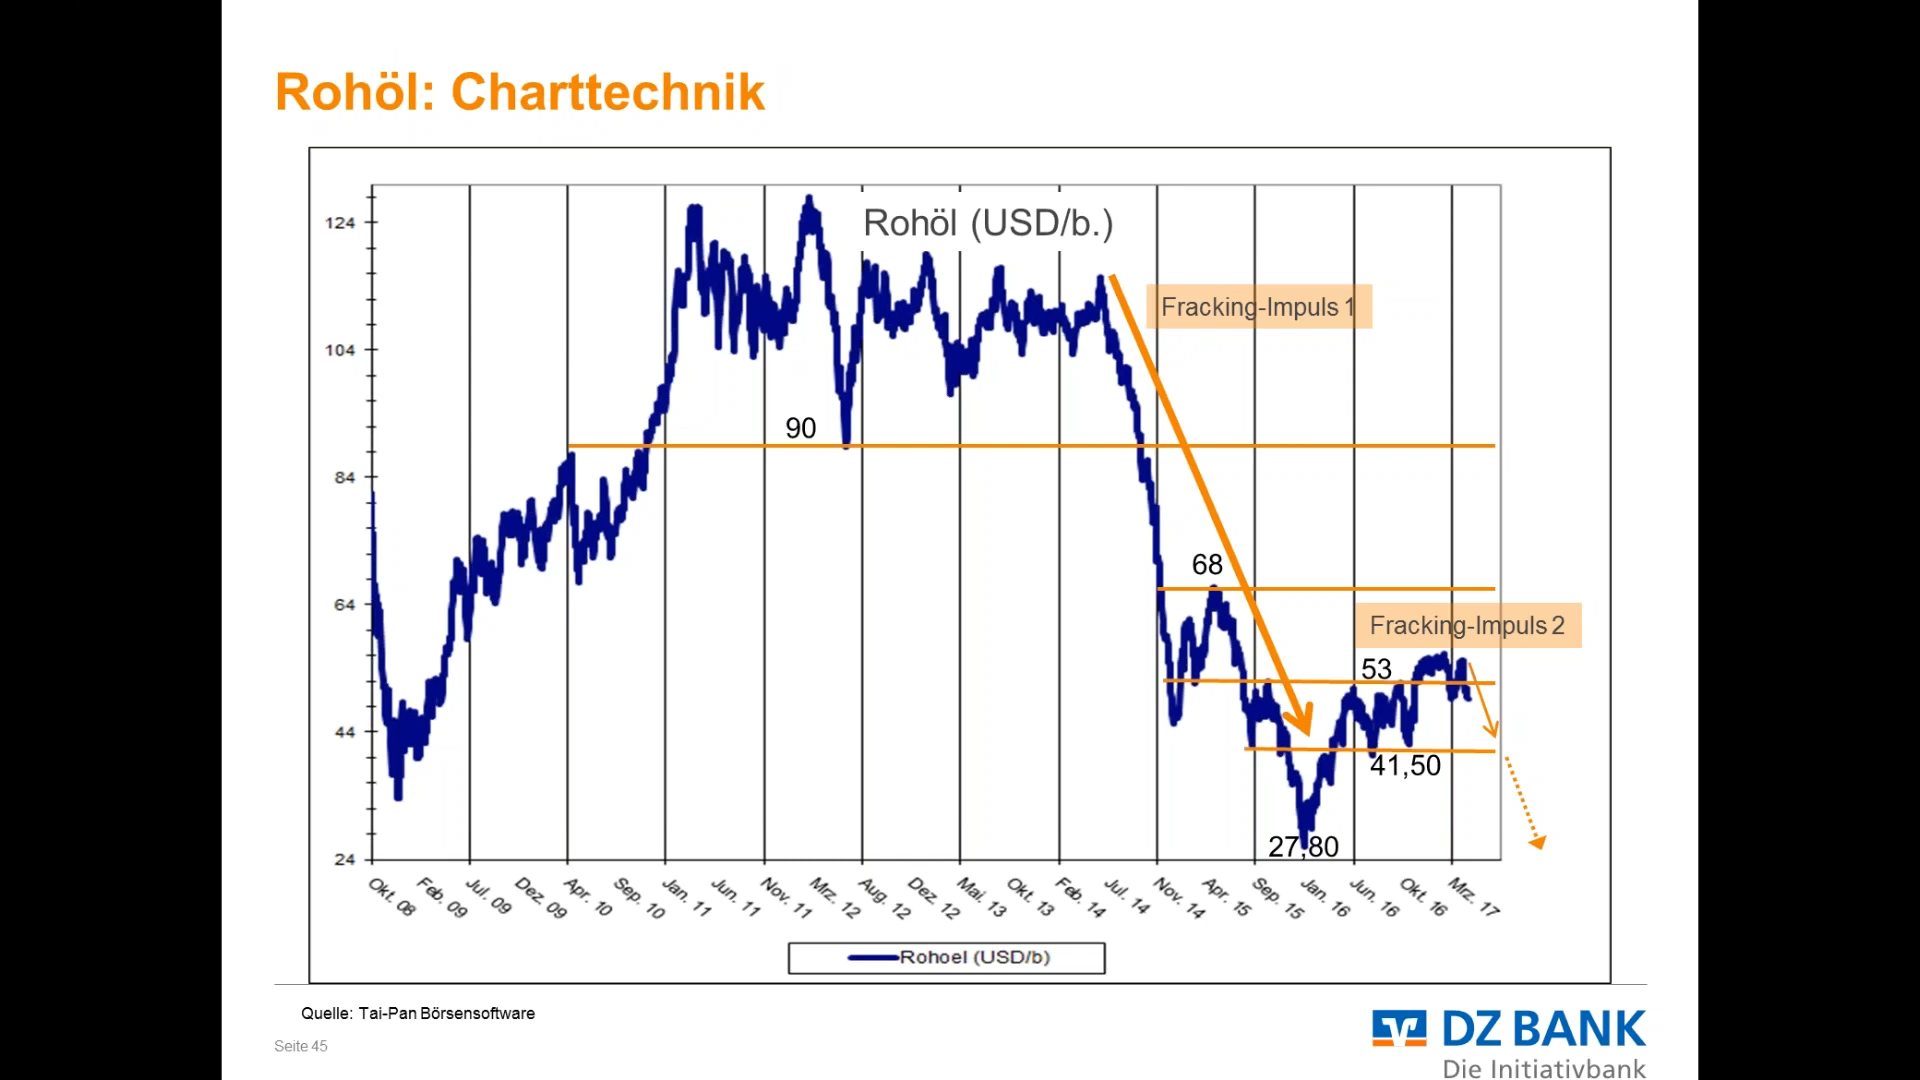 Rohöl: Charttechnik
Rohöl (USD/b.)
124
104
84
64
44
24
Fracking-Impuls 1
90
68
Fracking-Impuls 2
53
41,50
27,80
Okt. 08
Feb. 09
Jul. 09
Dez. 09
Apr. 10
Sep. 10
Jan. 11
Jun. 11
Nov. 11
Mrz. 12
Aug. 12
Dez. 12
Mai. 13
Okt. 13
Feb. 14
Jul. 14
Nov. 14
Apr. 15
Sep. 15
Jan. 16
Jun. 16
Okt. 16
Mrz. 17
Rohoel (USD/b)
Quelle: Tai-Pan Börsensoftware
Seite 45
DZ BANK
Die Initiativbank